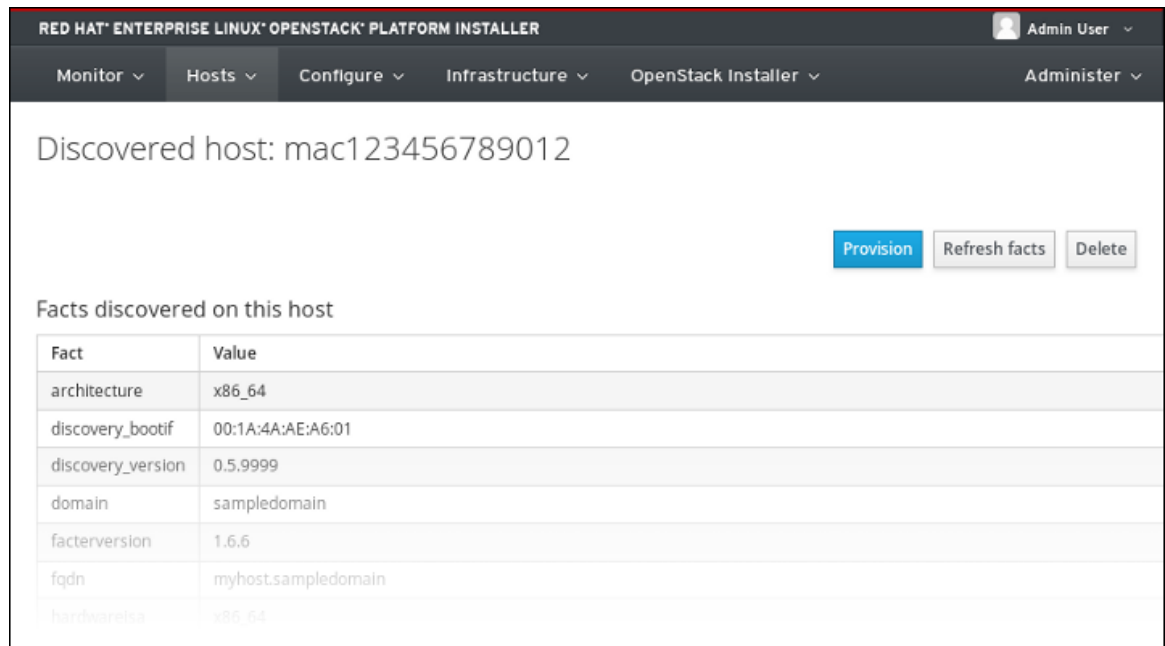 RED HAT® ENTERPRISE LINUX® OPENSTACK® PLATFORM INSTALLER Admin User
Monitor Hosts Configure Infrastructure OpenStack Installer Administer
Discovered host: mac123456789012
Provision Refresh facts Delete
Facts discovered on this host
Fact Value
architecture x86_64
discovery_bootif 00:1A:4A:AE:A6:01
discovery_version 0.5.9999
domain sampledomain
facterversion 1.6.6
fqdn myhost.sampledomain
hardwareisa x86_64